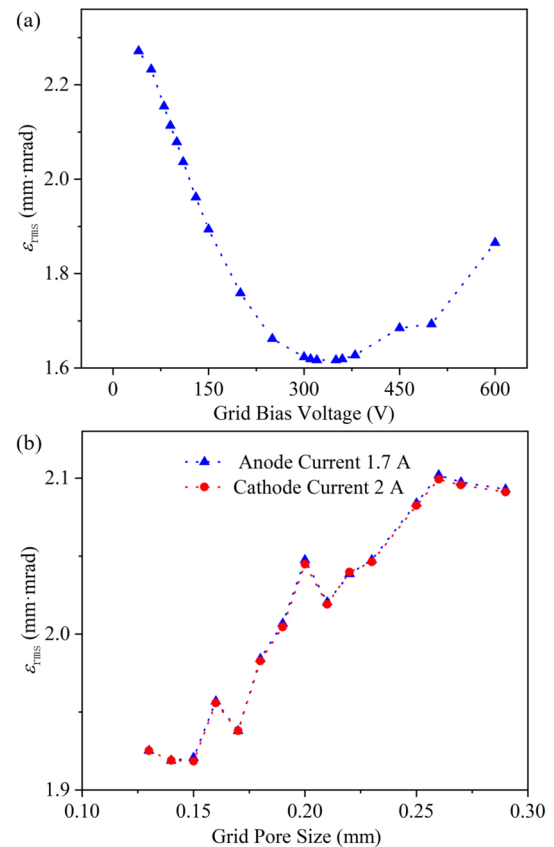 (a)
2.2
2.0
1.8
1.6
εrms (mm·mrad)
0 150 300 450 600
Grid Bias Voltage (V)
(b)
Anode Current 1.7 A
Cathode Current 2 A
2.1
2.0
1.9
εrms (mm·mrad)
0.10 0.15 0.20 0.25 0.30
Grid Pore Size (mm)